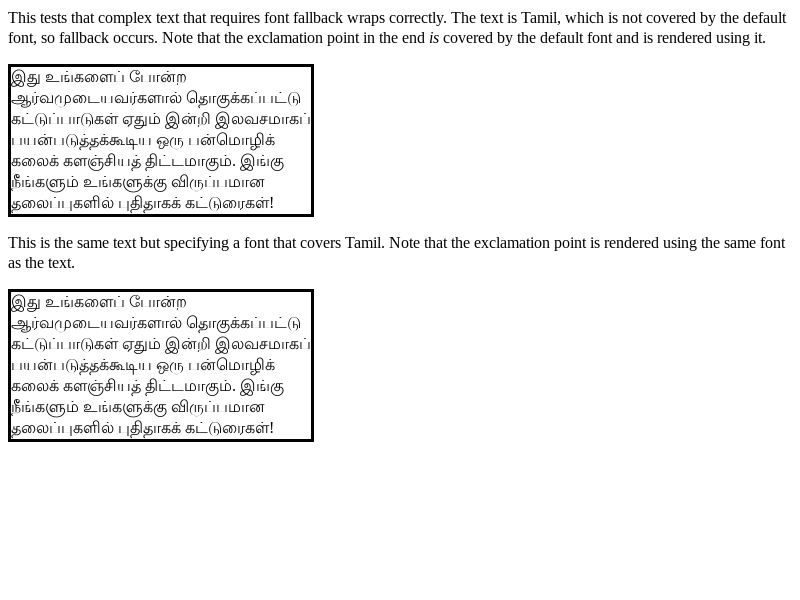 This tests that complex text that requires font fallback wraps correctly. The text is Tamil, which is not covered by the default
font, so fallback occurs. Note that the exclamation point in the end is covered by the default font and is rendered using it.
இது உங்களைப் போன்ற
ஆர்வமுடையவர்களால் தொகுக்கப்பட்டு
கட்டுப்பாடுகள் ஏதும் இன்றி இலவசமாகப்
பயன்படுத்தக்கூடிய ஒரு பன்மொழிக்
கலைக் களஞ்சியத் திட்டமாகும். இங்கு
நீங்களும் உங்களுக்கு விருப்பமான
தலைப்புகளில் புதிதாகக் கட்டுரைகள்!
This is the same text but specifying a font that covers Tamil. Note that the exclamation point is rendered using the same font
as the text.
இது உங்களைப் போன்ற
ஆர்வமுடையவர்களால் தொகுக்கப்பட்டு
கட்டுப்பாடுகள் ஏதும் இன்றி இலவசமாகப்
பயன்படுத்தக்கூடிய ஒரு பன்மொழிக்
கலைக் களஞ்சியத் திட்டமாகும். இங்கு
நீங்களும் உங்களுக்கு விருப்பமான
தலைப்புகளில் புதிதாகக் கட்டுரைகள்!